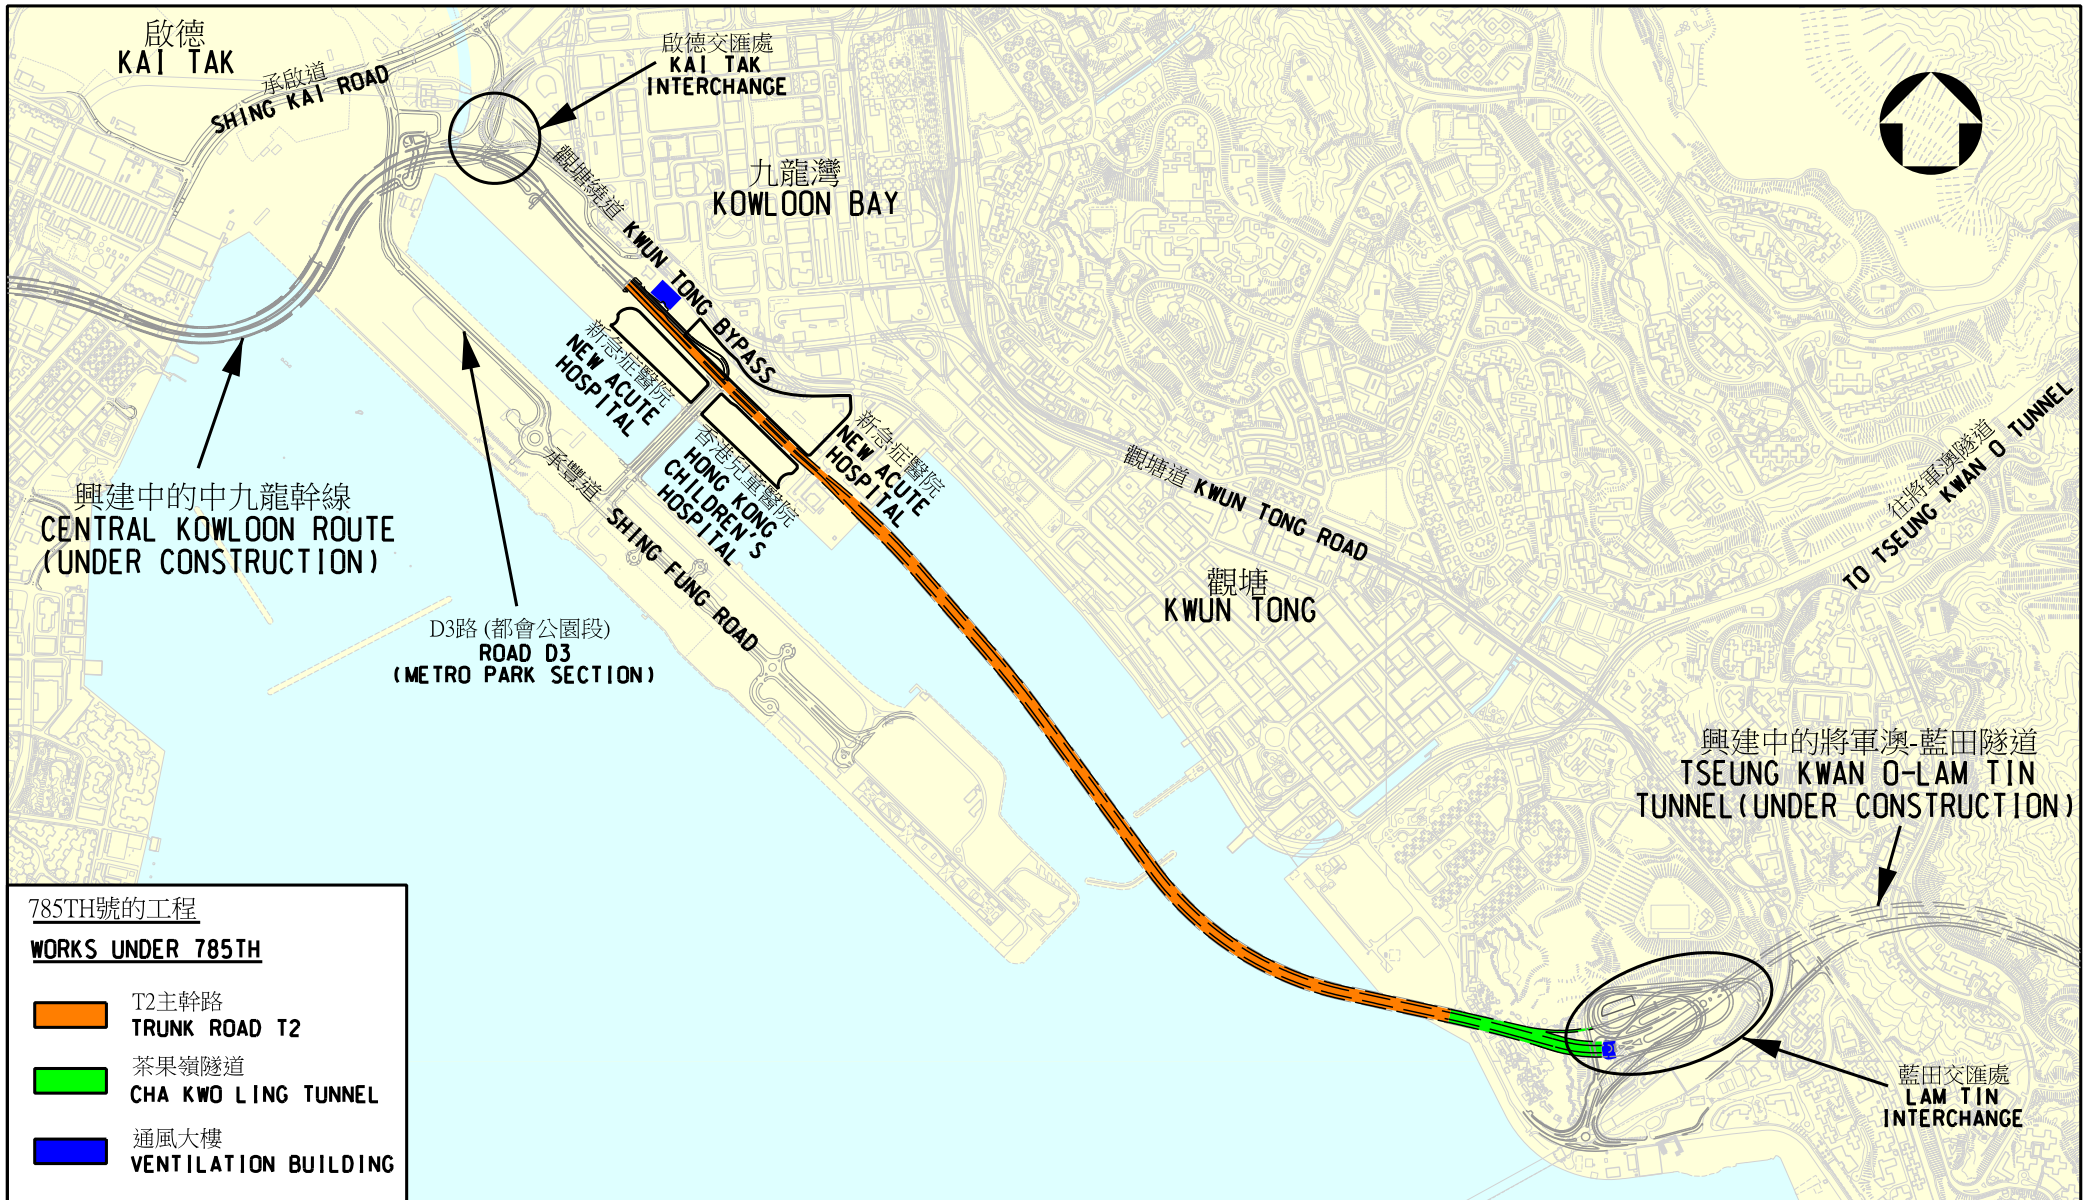 啟德
KAI TAK
承啟道
SHING KAI ROAD
啟德交匯處
KAI TAK
INTERCHANGE
九龍灣
KOWLOON BAY
觀塘繞道 KWUN TONG BYPASS
新急症醫院
NEW ACUTE
HOSPITAL
香港兒童醫院
HONG KONG
CHILDREN'S
HOSPITAL
新急症醫院
NEW ACUTE
HOSPITAL
承豐道 SHING FUNG ROAD
觀塘道 KWUN TONG ROAD
往將軍澳隧道
TO TSEUNG KWAN O TUNNEL
興建中的中九龍幹線
CENTRAL KOWLOON ROUTE
(UNDER CONSTRUCTION)
觀塘
KWUN TONG
D3路 (都會公園段)
ROAD D3
(METRO PARK SECTION)
興建中的將軍澳-藍田隧道
TSEUNG KWAN O-LAM TIN
TUNNEL(UNDER CONSTRUCTION)
藍田交匯處
LAM TIN
INTERCHANGE
785TH號的工程
WORKS UNDER 785TH
T2主幹路
TRUNK ROAD T2
茶果嶺隧道
CHA KWO LING TUNNEL
通風大樓
VENTILATION BUILDING